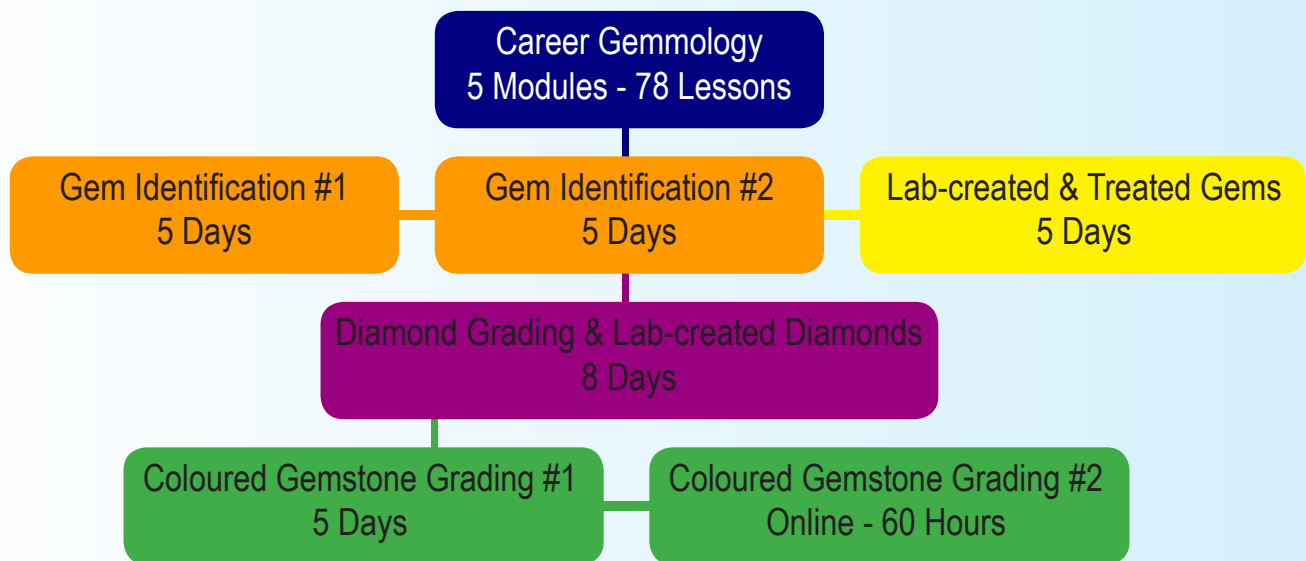 Career Gemmology
5 Modules - 78 Lessons
Gem Identification #1
5 Days
Gem Identification #2
5 Days
Lab-created & Treated Gems
5 Days
Diamond Grading & Lab-created Diamonds
8 Days
Coloured Gemstone Grading #1
5 Days
Coloured Gemstone Grading #2
Online - 60 Hours